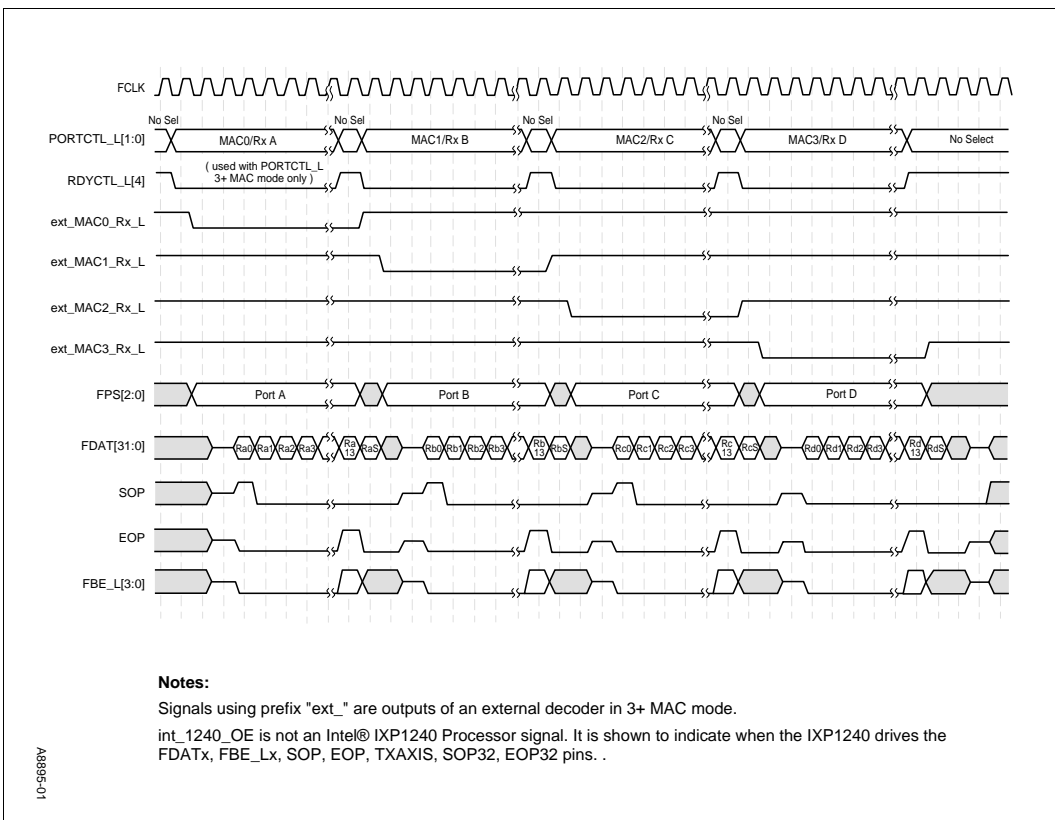 FCLK
No Sel No Sel No Sel No Sel
PORTCTL_L[1:0] MAC0/Rx A MAC1/Rx B MAC2/Rx C MAC3/Rx D No Select
( used with PORTCTL_L
3+ MAC mode only )
RDYCTL_L[4]
ext_MAC0_Rx_L
ext_MAC1_Rx_L
ext_MAC2_Rx_L
ext_MAC3_Rx_L
FPS[2:0] Port A Port B Port C Port D
FDAT[31:0] Ra0 Ra1 Ra2 Ra3 Ra 13 RaS Rb0 Rb1 Rb2 Rb3 Rb 13 RbS Rc0 Rc1 Rc2 Rc3 Rc 13 RcS Rd0 Rd1 Rd2 Rd3 Rd 13 RdS
SOP
EOP
FBE_L[3:0]
Notes:
Signals using prefix "ext_" are outputs of an external decoder in 3+ MAC mode.
int_1240_OE is not an Intel® IXP1240 Processor signal. It is shown to indicate when the IXP1240 drives the
FDATx, FBE_Lx, SOP, EOP, TXAXIS, SOP32, EOP32 pins. .
A8895-01